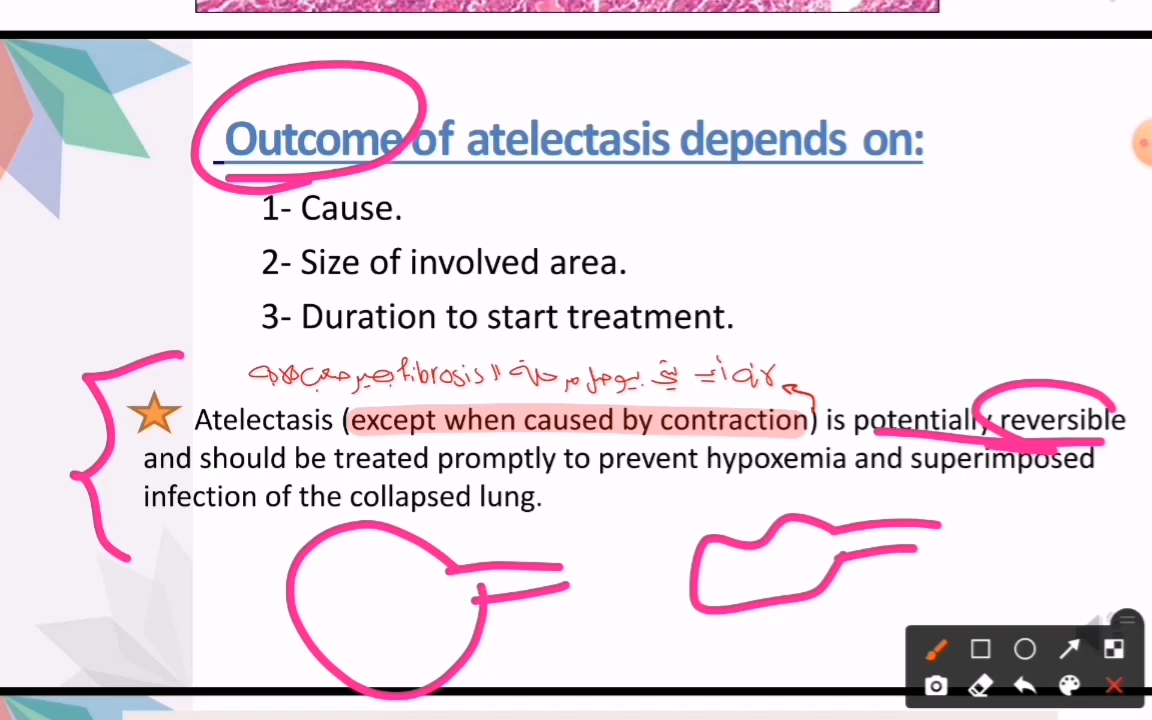 Outcome of atelectasis depends on:
1- Cause.
2- Size of involved area.
3- Duration to start treatment.
fibrosis
Atelectasis (except when caused by contraction) is potentially reversible
and should be treated promptly to prevent hypoxemia and superimposed
infection of the collapsed lung.